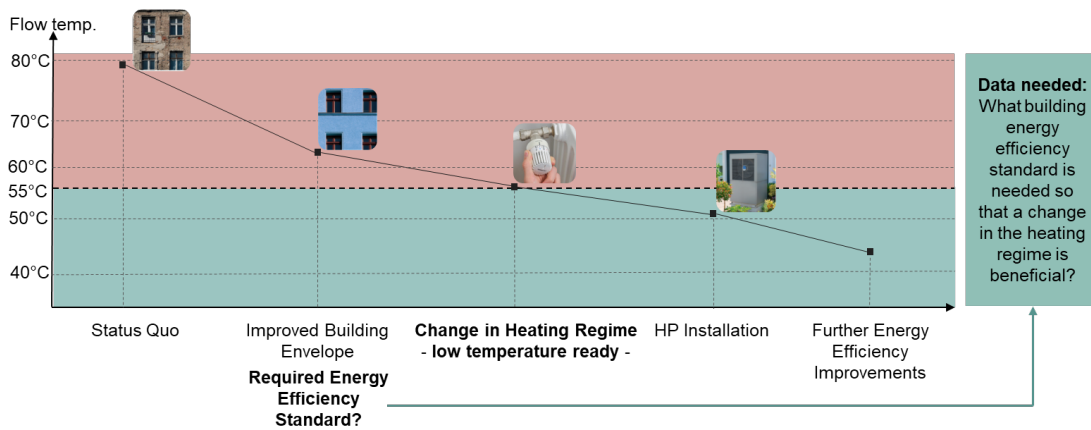 Flow temp.
80°C
70°C
60°C
55°C
50°C
40°C
Status Quo
Improved Building
Envelope
Required Energy
Efficiency
Standard?
Change in Heating Regime
- low temperature ready -
HP Installation
Further Energy
Efficiency
Improvements
Data needed:
What building
energy
efficiency
standard is
needed so
that a change
in the heating
regime is
beneficial?